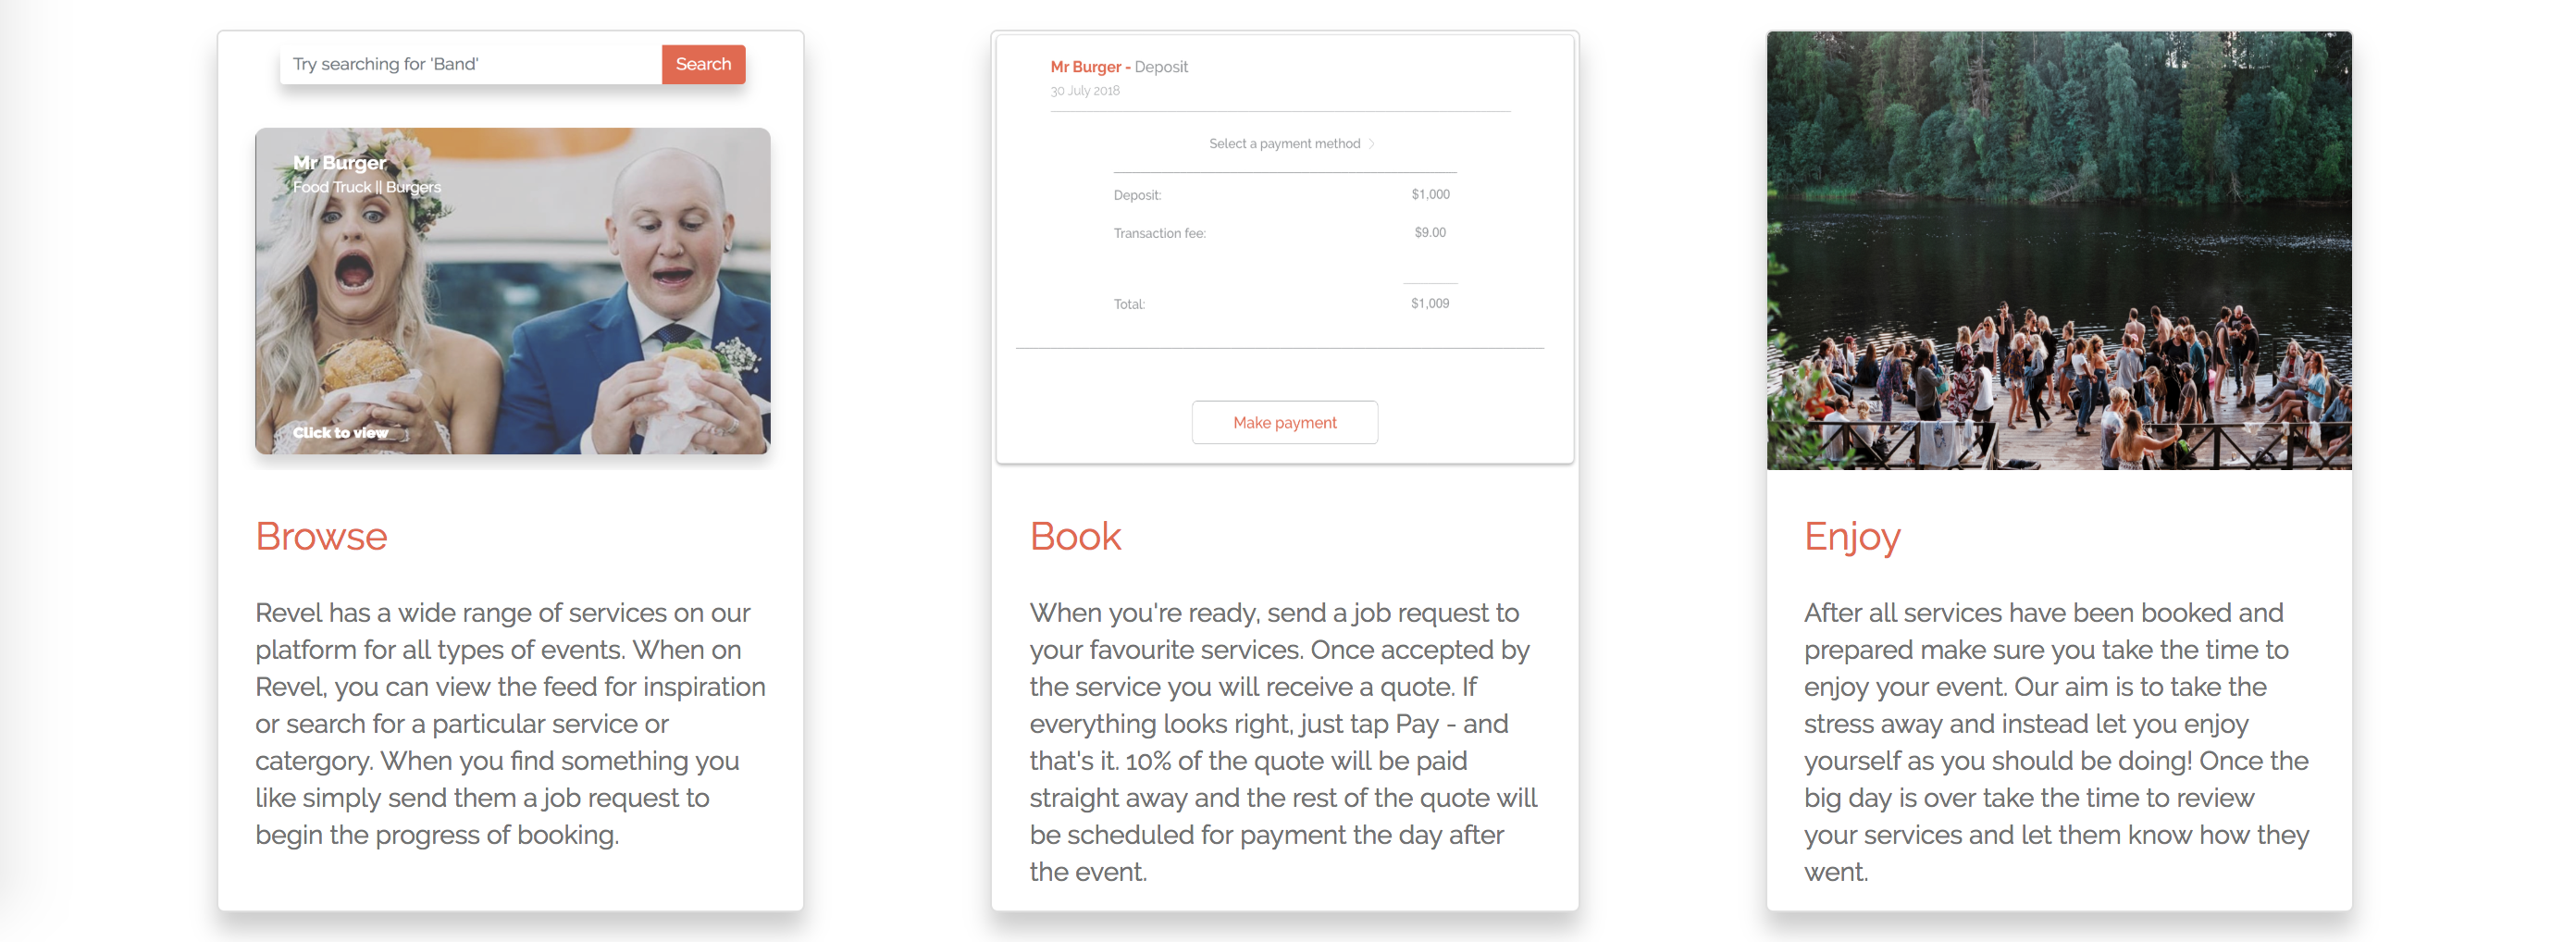 Try searching for 'Band'
Search
Mr Burger
Food Truck || Burgers
Click to view
Browse
Revel has a wide range of services on our
platform for all types of events. When on
Revel, you can view the feed for inspiration
or search for a particular service or
catergory. When you find something you
like simply send them a job request to
begin the progress of booking.
Mr Burger - Deposit
30 July 2018
Select a payment method >
Deposit: $1,000
Transaction fee: $9.00
Total: $1,009
Make payment
Book
When you're ready, send a job request to
your favourite services. Once accepted by
the service you will receive a quote. If
everything looks right, just tap Pay - and
that's it. 10% of the quote will be paid
straight away and the rest of the quote will
be scheduled for payment the day after
the event.
Enjoy
After all services have been booked and
prepared make sure you take the time to
enjoy your event. Our aim is to take the
stress away and instead let you enjoy
yourself as you should be doing! Once the
big day is over take the time to review
your services and let them know how they
went.